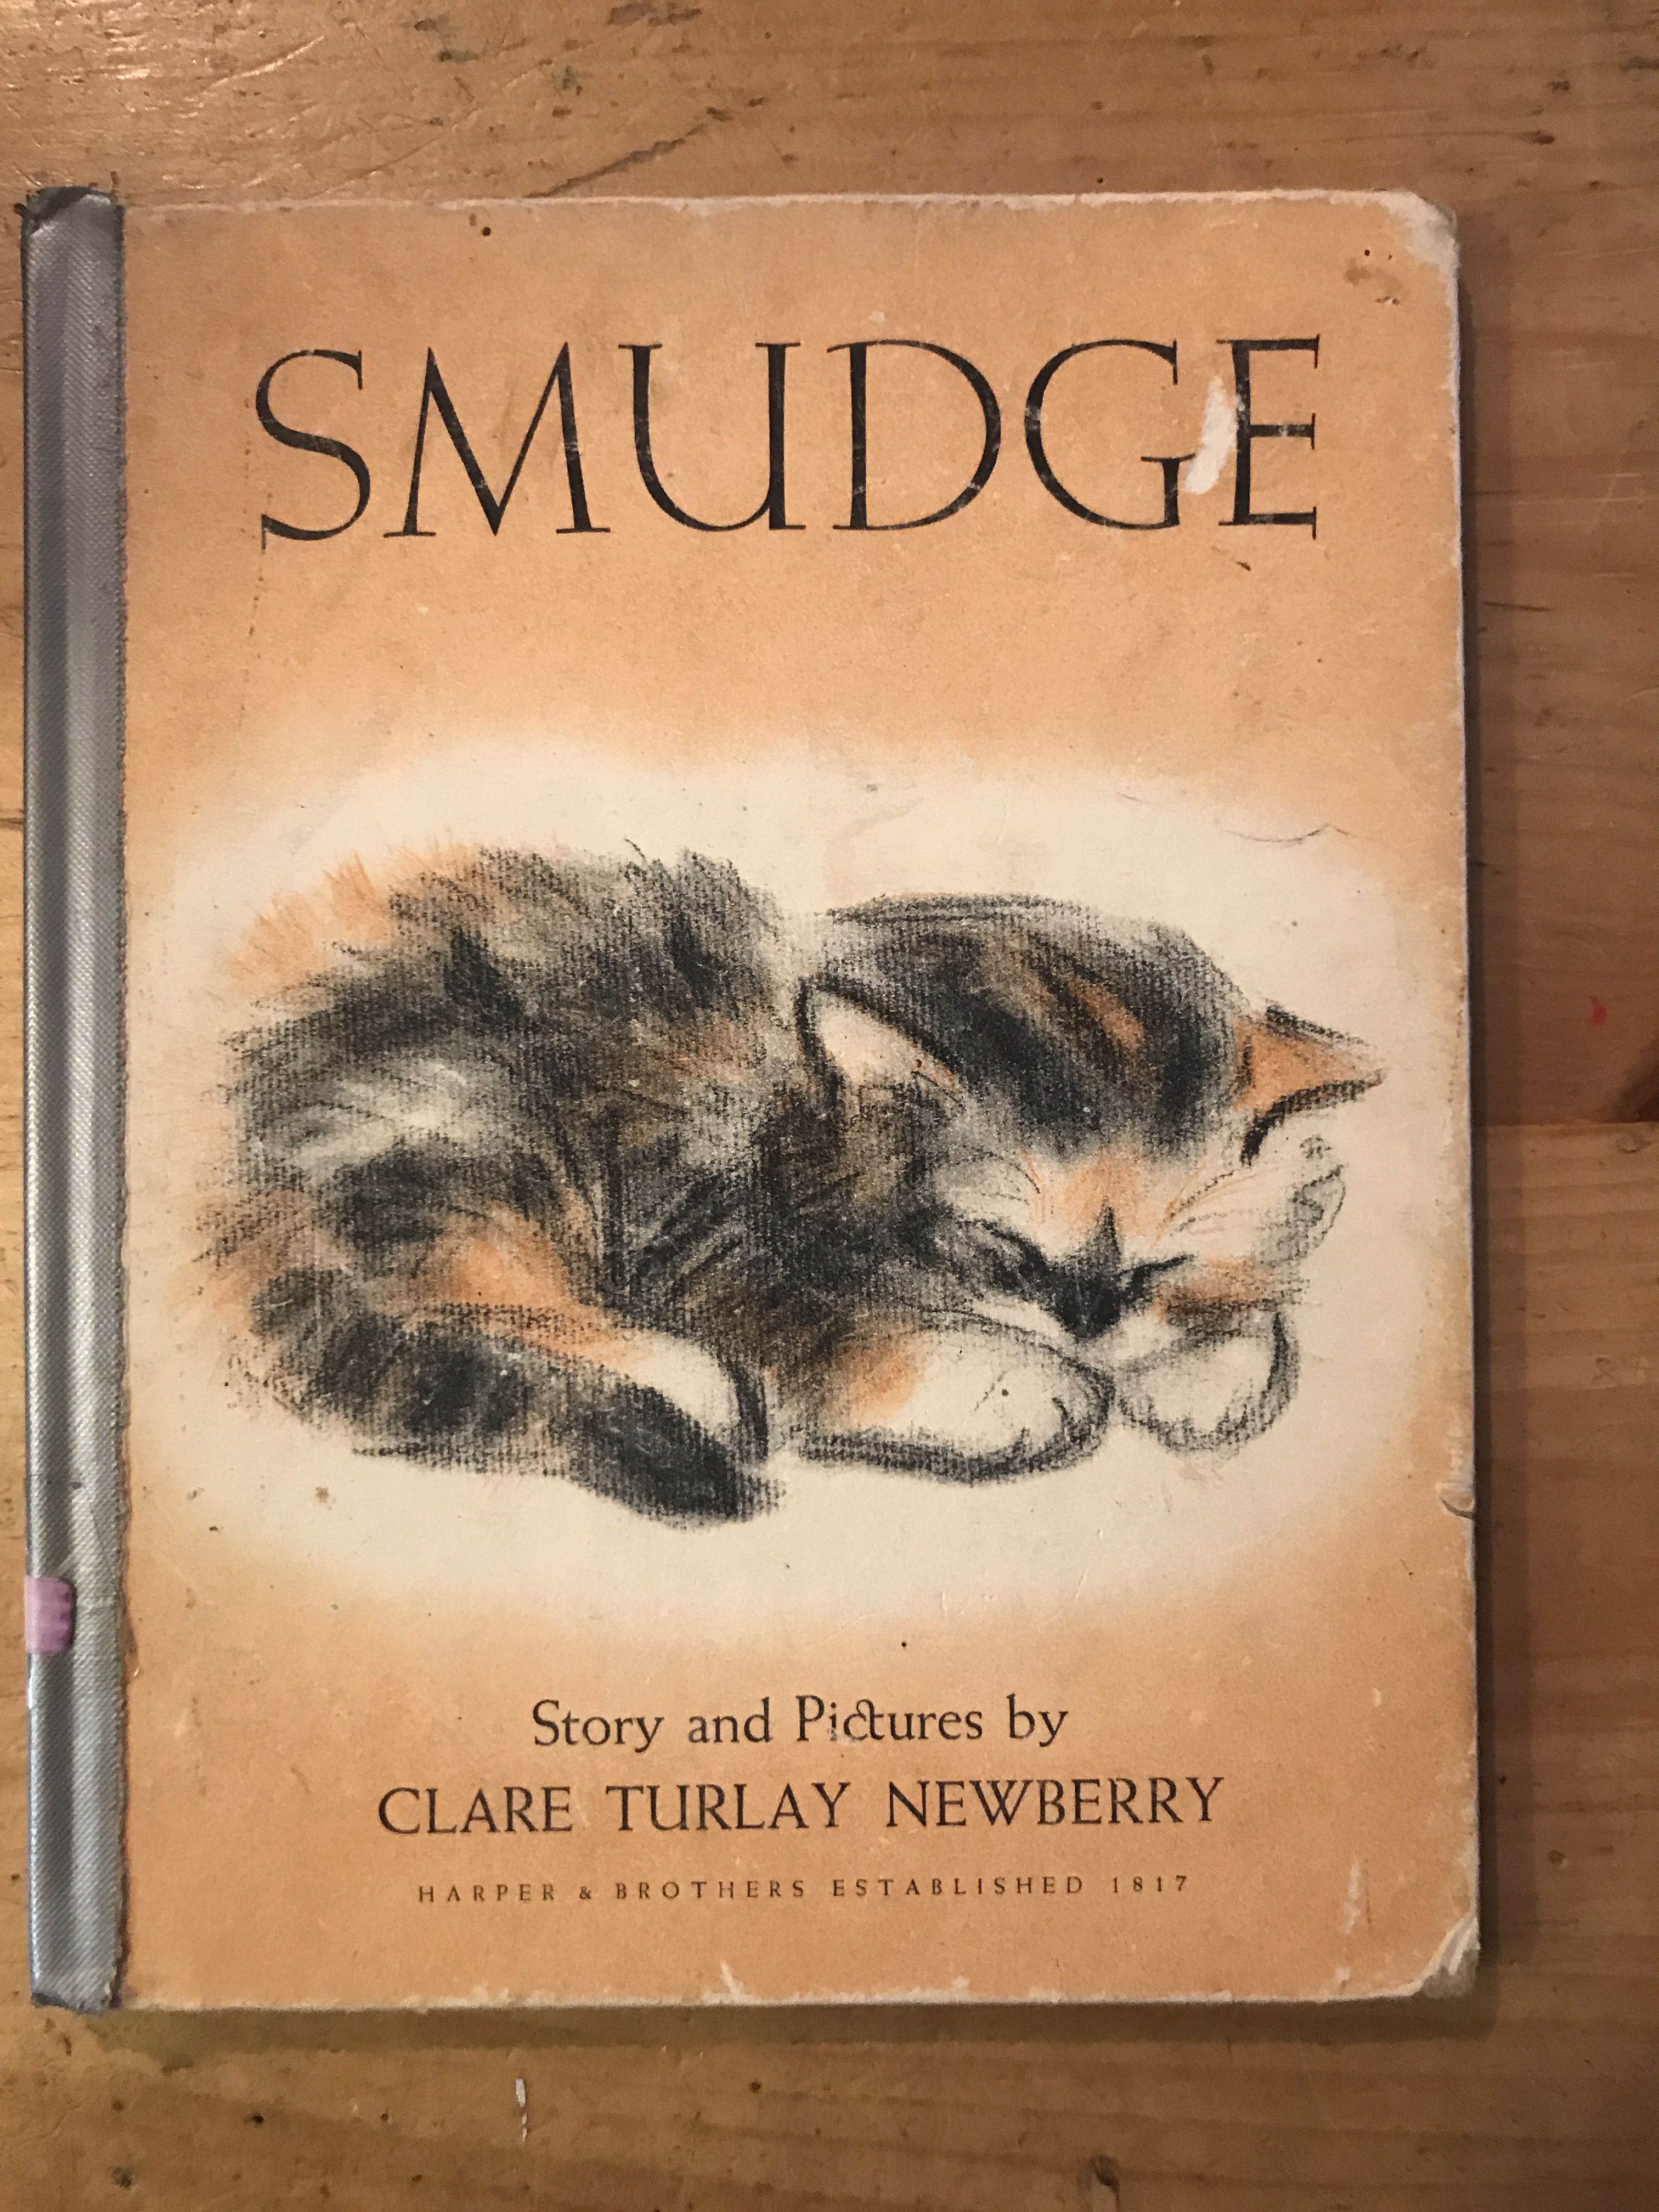 SMUDGE
Story and Pictures by
CLARE TURLAY NEWBERRY
HARPER & BROTHERS ESTABLISHED 1817